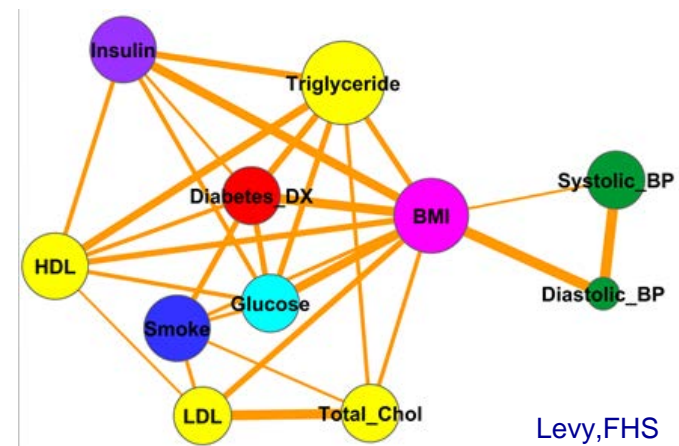 Insulin
Triglyceride
Systolic_BP
Diabetes_DX
BMI
HDL
Glucose
Diastolic_BP
Smoke
LDL
Total_Chol
Levy,FHS